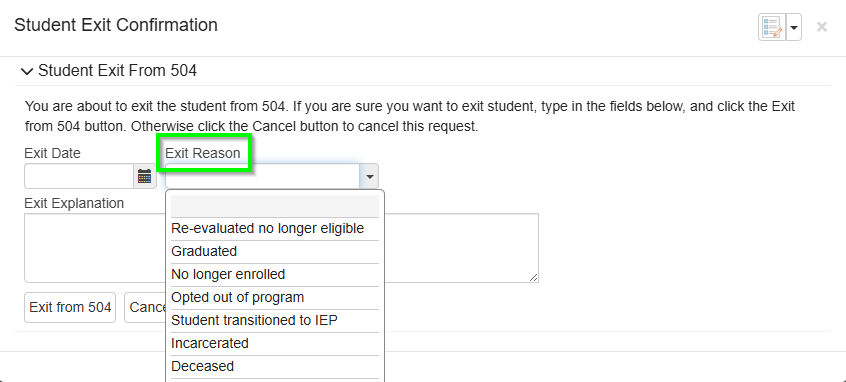 Student Exit Confirmation
Student Exit From 504
You are about to exit the student from 504. If you are sure you want to exit student, type in the fields below, and click the Exit
from 504 button. Otherwise click the Cancel button to cancel this request.
Exit Date
Exit Reason
Exit Explanation
Re-evaluated no longer eligible
Graduated
No longer enrolled
Opted out of program
Student transitioned to IEP
Incarcerated
Deceased
Exit from 504
Cance